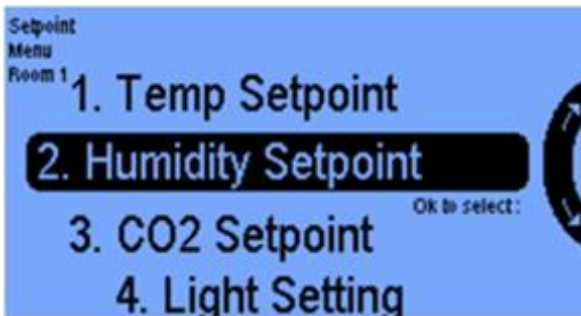 Setpoint
Menu
Room 1
1. Temp Setpoint
2. Humidity Setpoint
Ok to select:
3. CO2 Setpoint
4. Light Setting